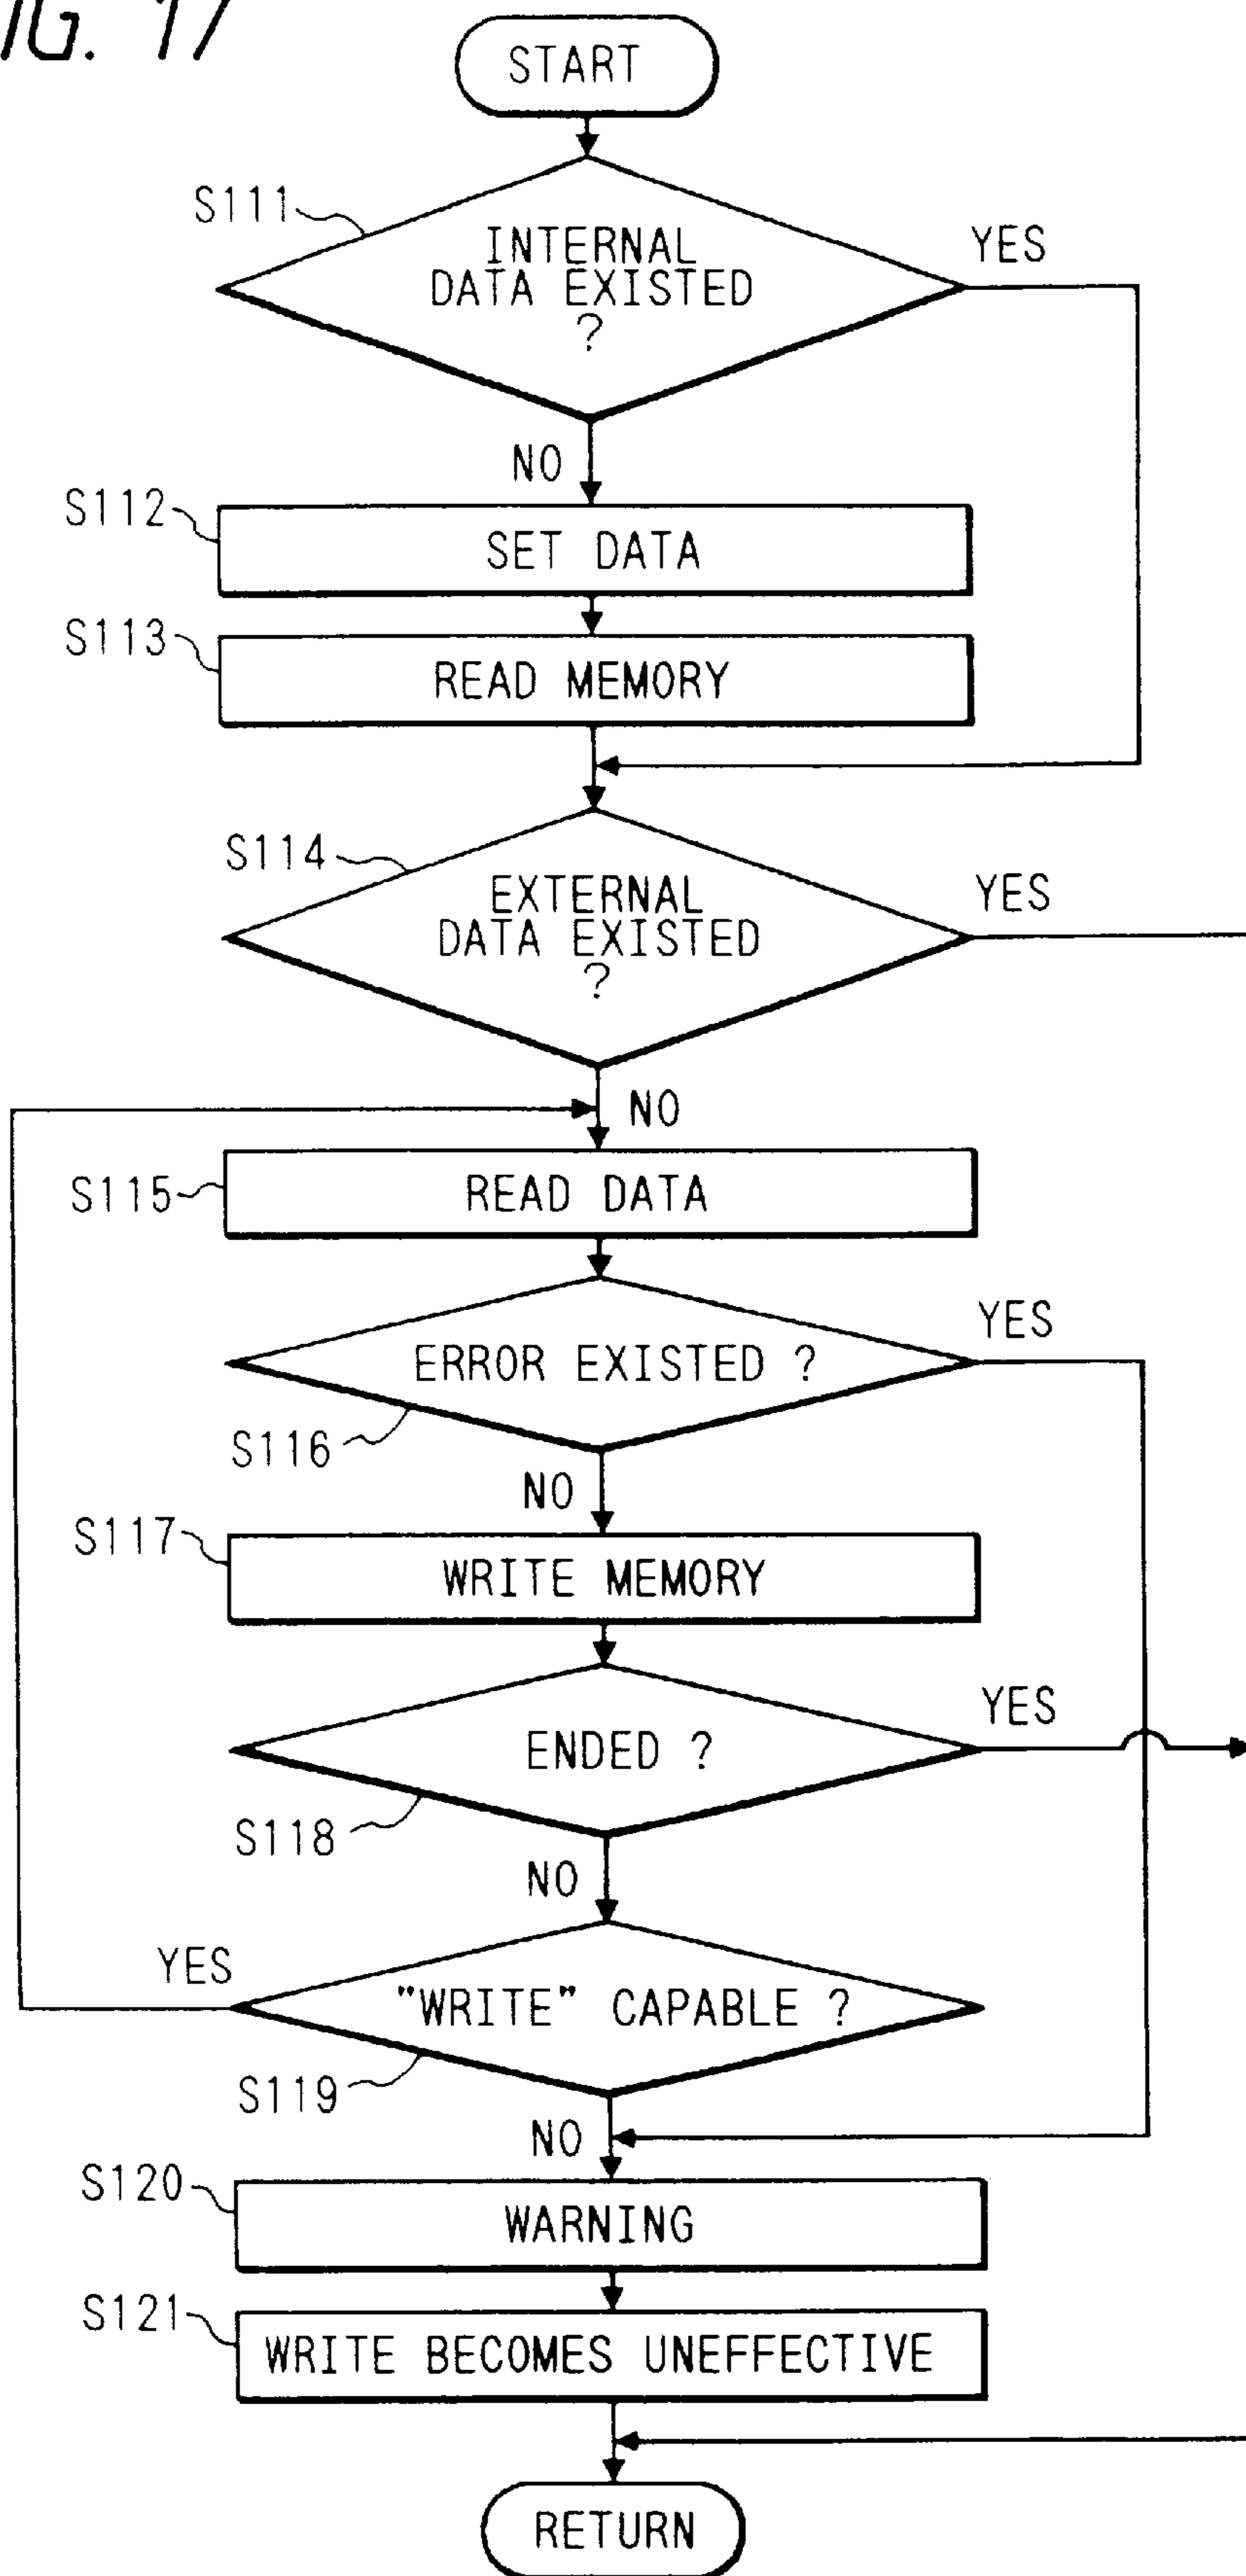 FIG. 17
START
S111
INTERNAL
DATA EXISTED
?
YES
NO
S112
SET DATA
S113
READ MEMORY
S114
EXTERNAL
DATA EXISTED
?
YES
NO
S115
READ DATA
ERROR EXISTED ?
YES
S116
NO
S117
WRITE MEMORY
ENDED ?
YES
S118
NO
YES
"WRITE" CAPABLE ?
S119
NO
S120
WARNING
S121
WRITE BECOMES UNEFFECTIVE
RETURN